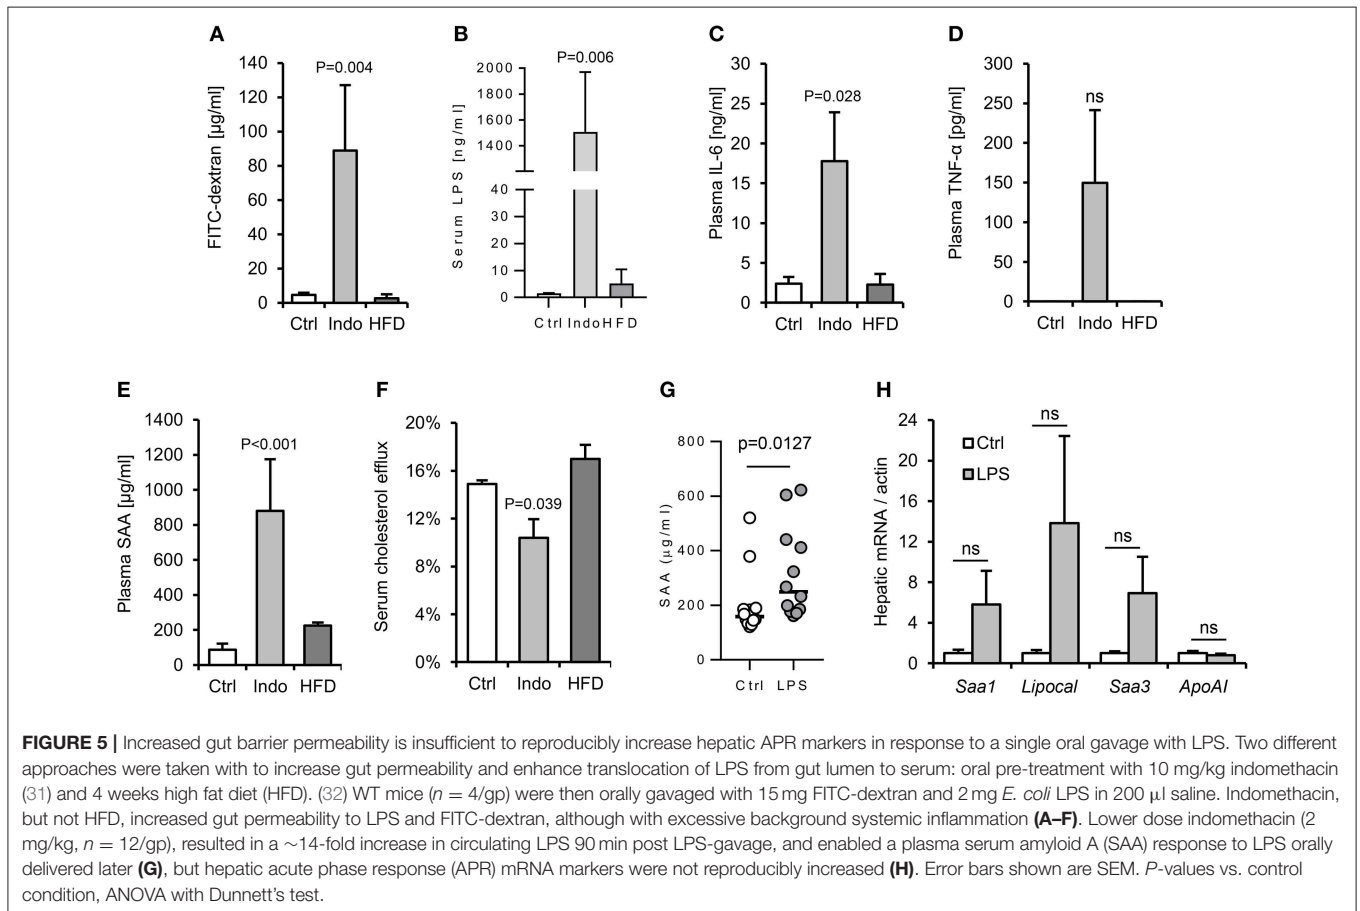 A
FITC-dextran [µg/ml]
140
120
100
80
60
40
20
0
P=0.004
Ctrl Indo HFD
B
Serum LPS [ng/ml]
2000
1800
1600
1400
40
30
20
10
0
P=0.006
Ctrl Indo HFD
C
Plasma IL-6 [ng/ml]
30
25
20
15
10
5
0
P=0.028
Ctrl Indo HFD
D
Plasma TNF-α [pg/ml]
300
250
200
150
100
50
0
ns
Ctrl Indo HFD
E
Plasma SAA [µg/ml]
1400
1200
1000
800
600
400
200
0
P<0.001
Ctrl Indo HFD
F
Serum cholesterol efflux
20%
16%
12%
8%
4%
0%
P=0.039
Ctrl Indo HFD
G
SAA (µg/ml)
800
600
400
200
0
p=0.0127
Ctrl LPS
H
Hepatic mRNA / actin
24
20
16
12
8
4
0
Ctrl
LPS
ns
ns
ns
ns
Saa1 Lipocal Saa3 ApoAI
FIGURE 5 | Increased gut barrier permeability is insufficient to reproducibly increase hepatic APR markers in response to a single oral gavage with LPS. Two different
approaches were taken with to increase gut permeability and enhance translocation of LPS from gut lumen to serum: oral pre-treatment with 10 mg/kg indomethacin
(31) and 4 weeks high fat diet (HFD). (32) WT mice (n = 4/gp) were then orally gavaged with 15 mg FITC-dextran and 2 mg E. coli LPS in 200 µl saline. Indomethacin,
but not HFD, increased gut permeability to LPS and FITC-dextran, although with excessive background systemic inflammation (A–F). Lower dose indomethacin (2
mg/kg, n = 12/gp), resulted in a ~14-fold increase in circulating LPS 90 min post LPS-gavage, and enabled a plasma serum amyloid A (SAA) response to LPS orally
delivered later (G), but hepatic acute phase response (APR) mRNA markers were not reproducibly increased (H). Error bars shown are SEM. P-values vs. control
condition, ANOVA with Dunnett's test.